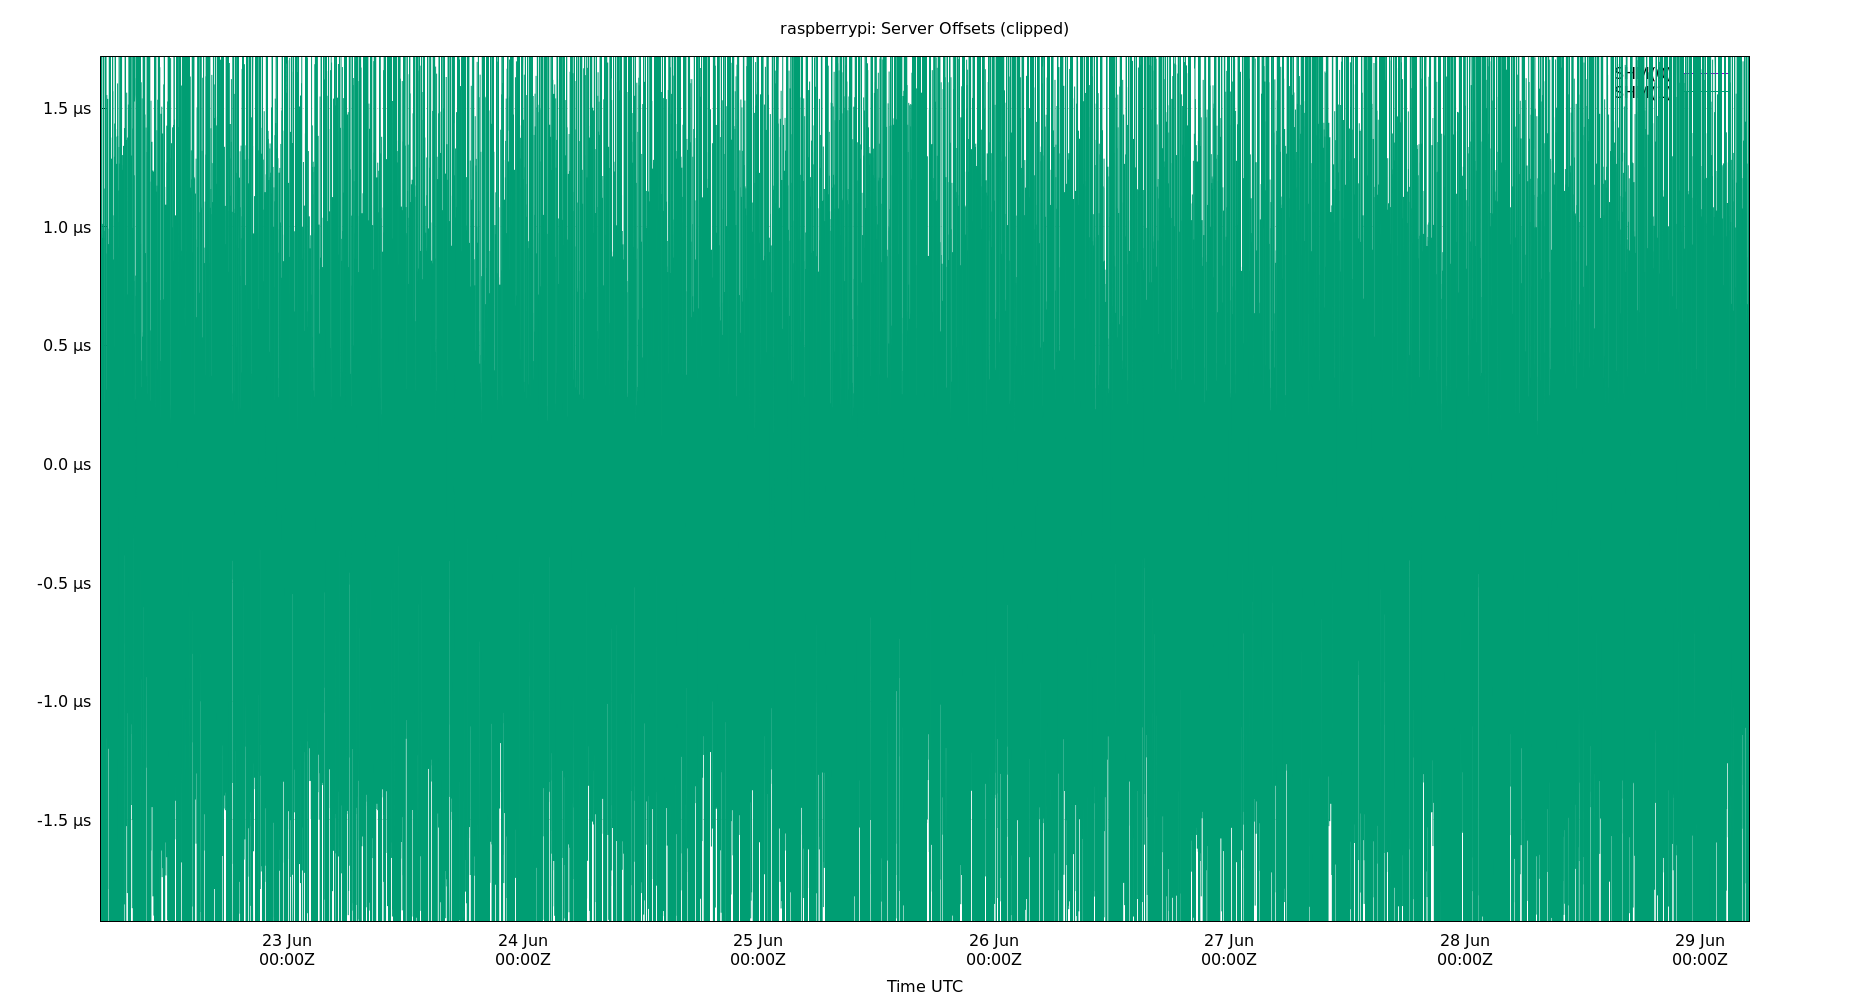 raspberrypi: Server Offsets (clipped)
1.5 µs
1.0 µs
0.5 µs
0.0 µs
-0.5 µs
-1.0 µs
-1.5 µs
23 Jun 24 Jun 25 Jun 26 Jun 27 Jun 28 Jun 29 Jun
00:00Z 00:00Z 00:00Z 00:00Z 00:00Z 00:00Z 00:00Z
Time UTC